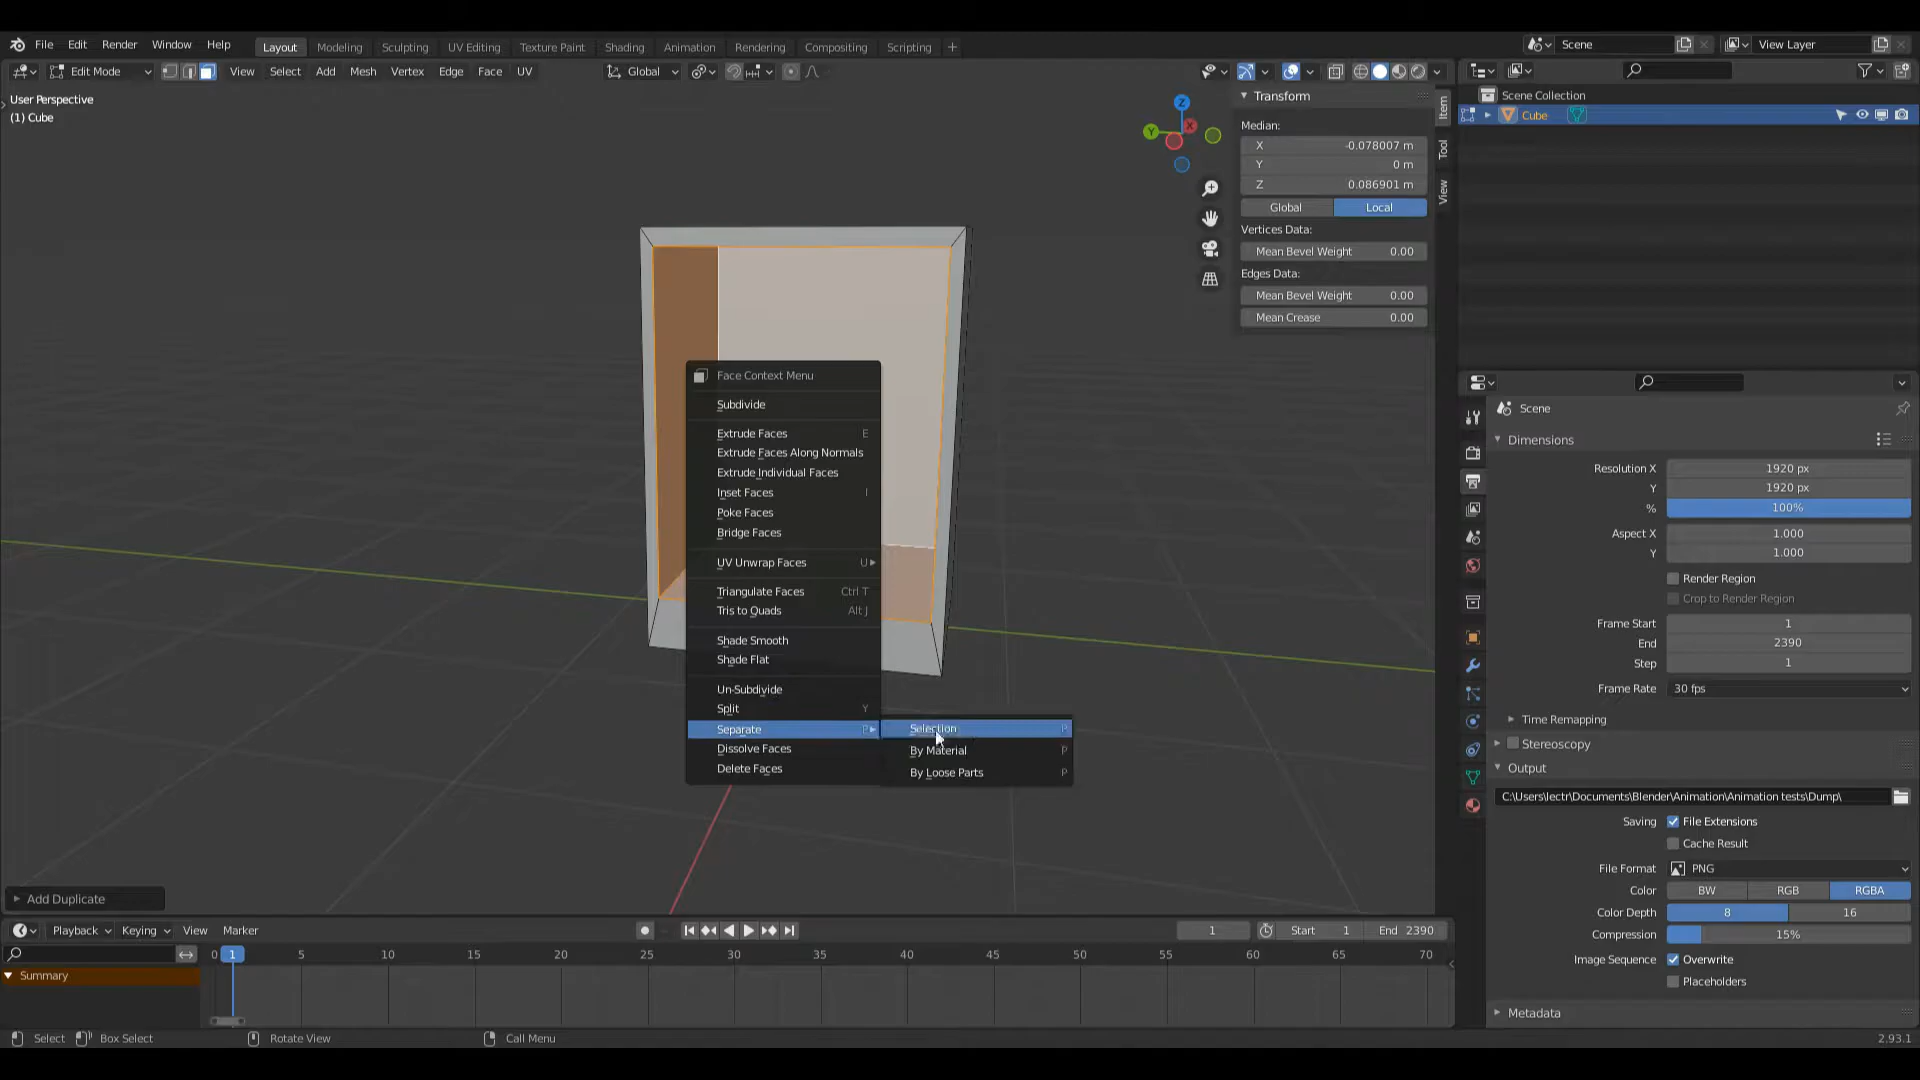 File Edit Render Window Help Layout Modeling Sculpting UV Editing Texture Paint Shading Animation Rendering Compositing Scripting + Scene View Layer
Edit Mode View Select Add Mesh Vertex Edge Face UV Global
User Perspective
(1) Cube
Z
Y
X
Transform
Median:
X -0.078007 m
Y 0 m
Z 0.086901 m
Global Local
Vertices Data:
Mean Bevel Weight 0.00
Edges Data:
Mean Bevel Weight 0.00
Mean Crease 0.00
Item
Tool
View
Scene Collection
Cube
Face Context Menu
Subdivide
Extrude Faces E
Extrude Faces Along Normals
Extrude Individual Faces
Inset Faces I
Poke Faces
Bridge Faces
UV Unwrap Faces U
Triangulate Faces Ctrl T
Tris to Quads Alt J
Shade Smooth
Shade Flat
Un-Subdivide
Split Y
Separate P
Dissolve Faces
Delete Faces
Selection P
By Material P
By Loose Parts P
Scene
Dimensions
Resolution X 1920 px
Y 1920 px
% 100%
Aspect X 1.000
Y 1.000
Render Region
Crop to Render Region
Frame Start 1
End 2390
Step 1
Frame Rate 30 fps
Time Remapping
Stereoscopy
Output
C:\Users\lectr\Documents\Blender\Animation\Animation tests\Dump\
Saving File Extensions
Cache Result
File Format PNG
Color BW RGB RGBA
Color Depth 8 16
Compression 15%
Image Sequence Overwrite
Placeholders
Metadata
Add Duplicate
Playback Keying View Marker 1 Start 1 End 2390
0 1 5 10 15 20 25 30 35 40 45 50 55 60 65 70
Summary
Select Box Select Rotate View Call Menu 2.93.1